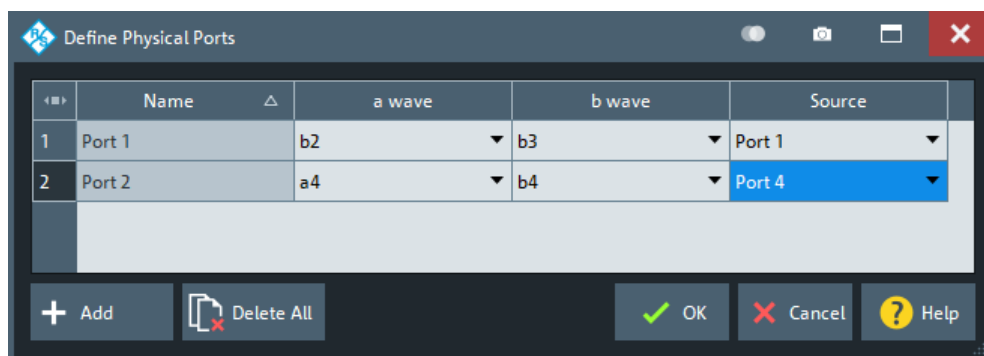 Define Physical Ports
Name a wave b wave Source
1 Port 1 b2 b3 Port 1
2 Port 2 a4 b4 Port 4
Add Delete All OK Cancel ? Help